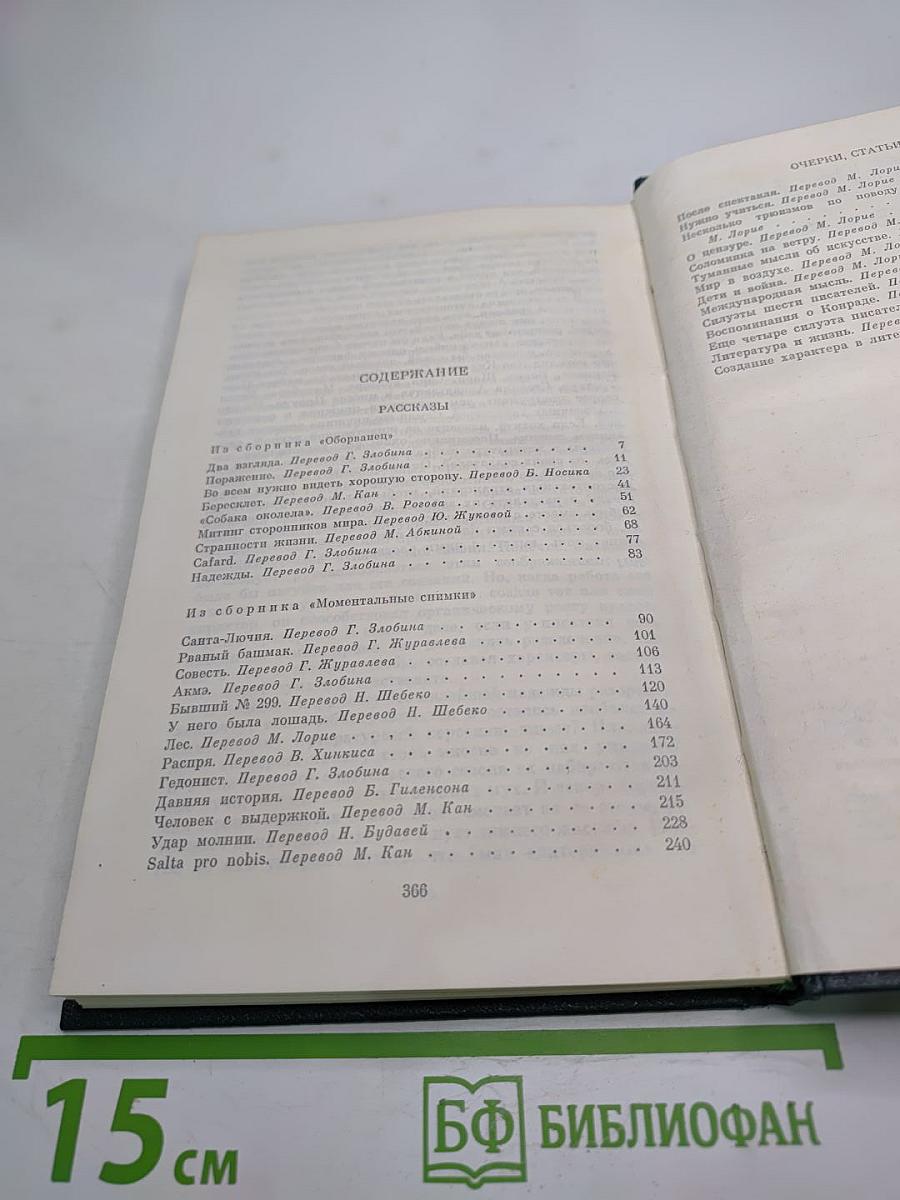 СОДЕРЖАНИЕ
РАССКАЗЫ
Из сборника «Оборванец»
Два взгляда. Перевод Г. Злобина . . . . . . . . . . 7
Поражение. Перевод Г. Злобина . . . . . . . . . . 11
Во всем нужно видеть хорошую сторону. Перевод Б. Носика 23
Бересклет. Перевод М. Кан . . . . . . . . . . . . 41
«Собака околела». Перевод В. Рогова . . . . . . . . 51
Митинг сторонников мира. Перевод Ю. Жуковой . . . . . 62
Странности жизни. Перевод М. Абкиной . . . . . . . 68
Cafard. Перевод Г. Злобина . . . . . . . . . . . . 77
Надежды. Перевод Г. Злобина . . . . . . . . . . . 83
Из сборника «Моментальные снимки»
Санта-Лючия. Перевод Г. Злобина . . . . . . . . . . 90
Рваный башмак. Перевод Г. Журавлева . . . . . . . . 101
Совесть. Перевод Г. Журавлева . . . . . . . . . . . 106
Акмэ. Перевод Г. Злобина . . . . . . . . . . . . . 113
Бывший № 299. Перевод Н. Шебеко . . . . . . . . . . 120
У него была лошадь. Перевод Н. Шебеко . . . . . . . 140
Лес. Перевод М. Лорие . . . . . . . . . . . . . . 164
Распря. Перевод В. Хинкиса . . . . . . . . . . . . 172
Гедонист. Перевод Г. Злобина . . . . . . . . . . . 203
Давняя история. Перевод Б. Гиленсона . . . . . . . . 211
Человек с выдержкой. Перевод М. Кан . . . . . . . . 215
Удар молнии. Перевод Н. Будавей . . . . . . . . . . 228
Salta pro nobis. Перевод М. Кан . . . . . . . . . . 240
366
ОЧЕРКИ, СТАТЬИ
После спектакля. Перевод М. Лорие
Нужно учиться. Перевод М. Лорие
Несколько трюизмов по поводу
М. Лорие . . . . . . . .
О цензуре. Перевод М. Лорие .
Соломинка на ветру. Перевод М.
Туманные мысли об искусстве.
Мир в воздухе. Перевод М.
Дети и война. Перевод М. Лорие
Международная мысль.
Силуэты шести писателей.
Воспоминания о Конраде.
Еще четыре силуэта
Литература и жизнь.
Создание характера в
15 см
БФ БИБЛИОФАН